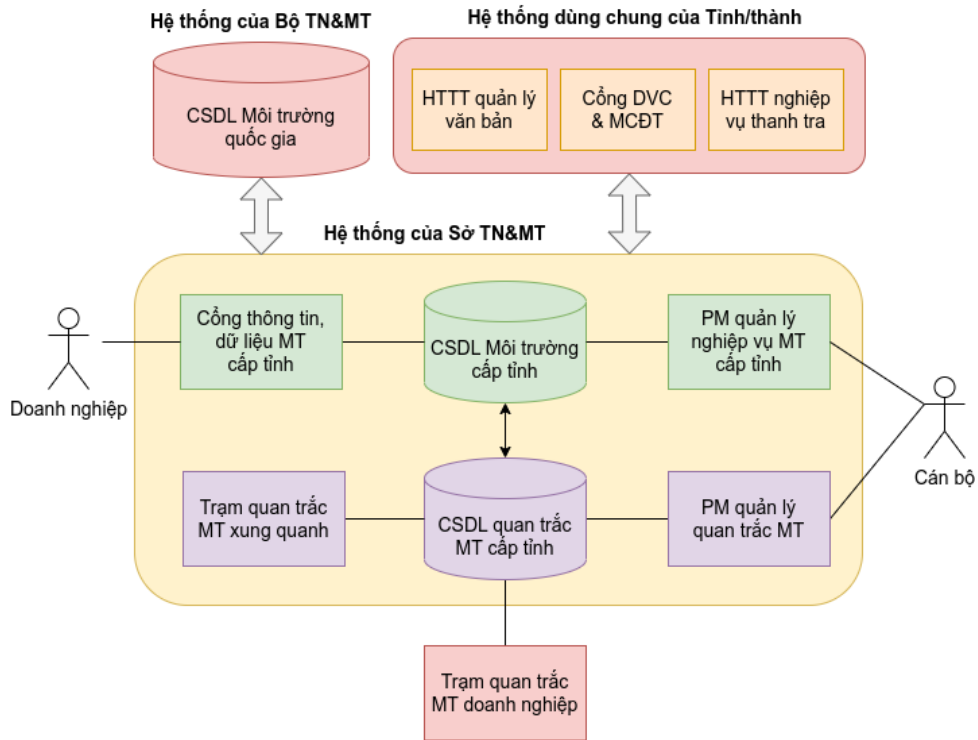 Hệ thống của Bộ TN&MT
Hệ thống dùng chung của Tỉnh/thành
CSDL Môi trường
quốc gia
HTTT quản lý
văn bản
Cổng DVC
& MCĐT
HTTT nghiệp
vụ thanh tra
Hệ thống của Sở TN&MT
Cổng thông tin,
dữ liệu MT
cấp tỉnh
CSDL Môi trường
cấp tỉnh
PM quản lý
nghiệp vụ MT
cấp tỉnh
Doanh nghiệp
Cán bộ
Trạm quan trắc
MT xung quanh
CSDL quan trắc
MT cấp tỉnh
PM quản lý
quan trắc MT
Trạm quan trắc
MT doanh nghiệp